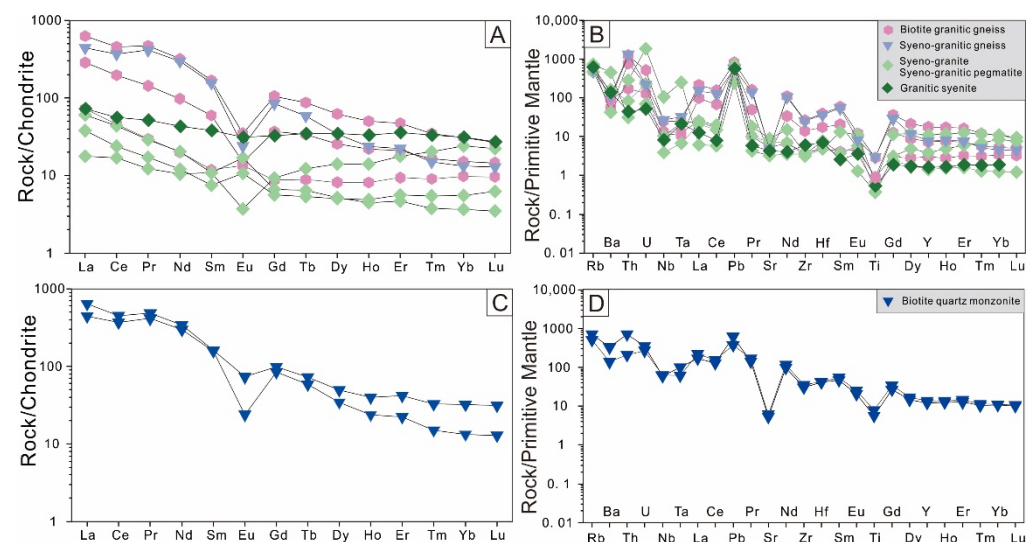 A
Rock/Chondrite
1000
100
10
1
La Ce Pr Nd Sm Eu Gd Tb Dy Ho Er Tm Yb Lu
B
Rock/Primitive Mantle
10,000
1000
100
10
1
0. 1
0. 01
Biotite granitic gneiss
Syeno-granitic gneiss
Syeno-granite
Syeno-granitic pegmatite
Granitic syenite
Ba U Ta Ce Pr Nd Hf Eu Gd Y Er Yb
Rb Th Nb La Pb Sr Zr Sm Ti Dy Ho Tm Lu
C
Rock/Chondrite
1000
100
10
1
La Ce Pr Nd Sm Eu Gd Tb Dy Ho Er Tm Yb Lu
D
Rock/Primitive Mantle
10,000
1000
100
10
1
0. 1
0. 01
Biotite quartz monzonite
Ba U Ta Ce Pr Nd Hf Eu Gd Y Er Yb
Rb Th Nb La Pb Sr Zr Sm Ti Dy Ho Tm Lu